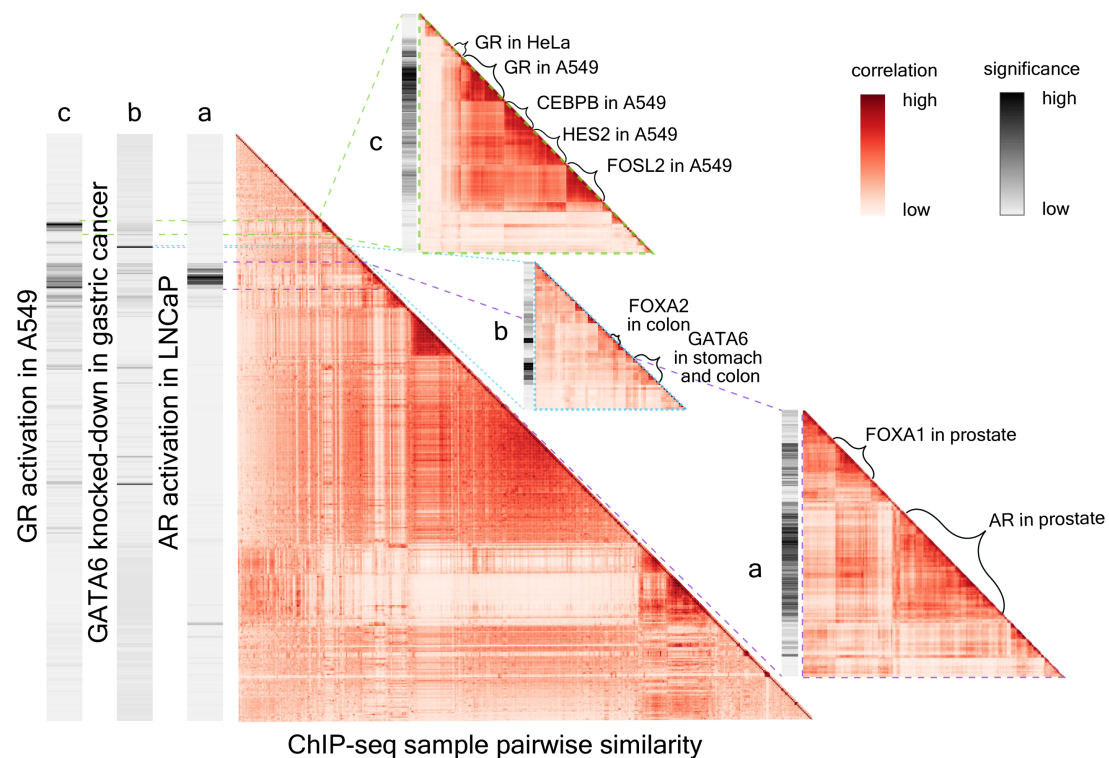 GR in HeLa
GR in A549
CEBPB in A549
HES2 in A549
FOSL2 in A549
c
correlation
high
low
significance
high
low
c
b
a
GR activation in A549
GATA6 knocked-down in gastric cancer
AR activation in LNCaP
b
FOXA2
in colon
GATA6
in stomach
and colon
a
FOXA1 in prostate
AR in prostate
ChIP-seq sample pairwise similarity